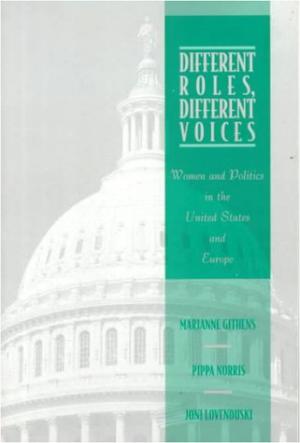 DIFFERENT
ROLES,
DIFFERENT
VOICES
Women and Politics
in the
United States
and
Europe
MARIANNE GITHENS
PIPPA NORRIS
JONI LOVENDUSKI